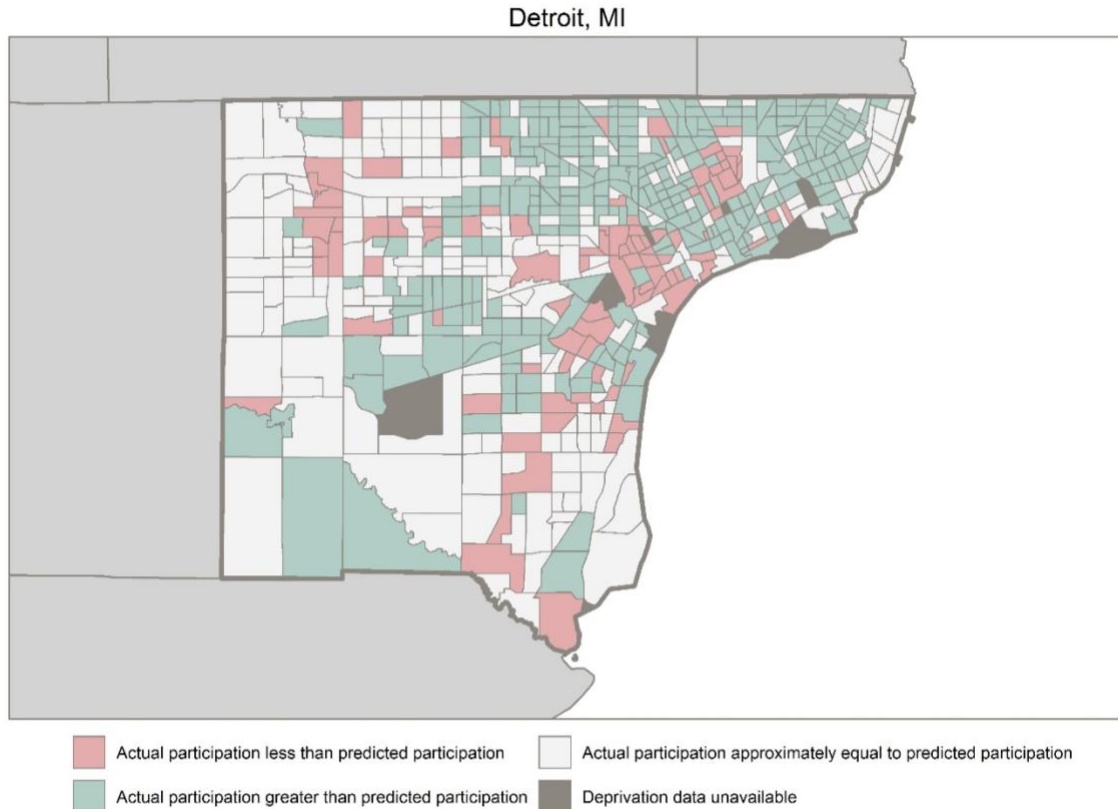 Detroit, MI
Actual participation less than predicted participation
Actual participation approximately equal to predicted participation
Actual participation greater than predicted participation
Deprivation data unavailable